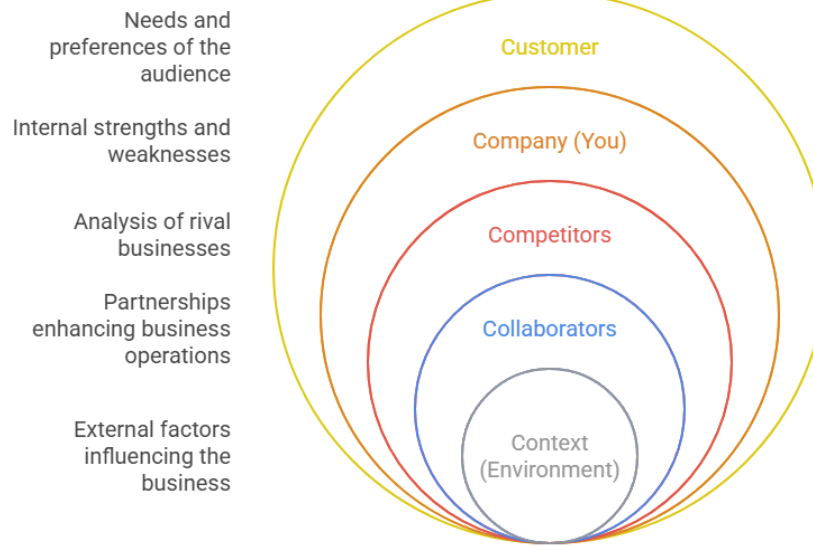 Needs and
preferences of the
audience
Customer
Internal strengths and
weaknesses
Company (You)
Analysis of rival
businesses
Competitors
Partnerships
enhancing business
operations
Collaborators
External factors
influencing the
business
Context
(Environment)